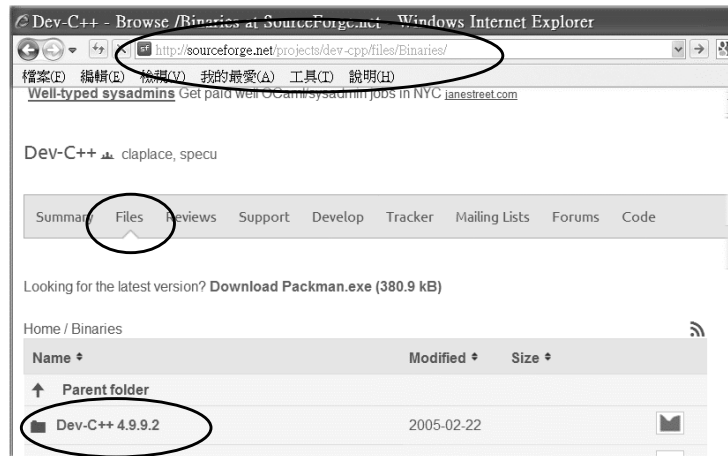 Dev-C++ - Browse /Binaries at SourceForge.net - Windows Internet Explorer
http://sourceforge.net/projects/dev-cpp/files/Binaries/
檔案(F) 編輯(E) 檢視(V) 我的最愛(A) 工具(T) 說明(H)
Well-typed sysadmins Get paid well OCaml/sysadmin jobs in NYC janestreet.com
Dev-C++ claplace, specu
Summary Files Reviews Support Develop Tracker Mailing Lists Forums Code
Looking for the latest version? Download Packman.exe (380.9 kB)
Home / Binaries
Name Modified Size
Parent folder
Dev-C++ 4.9.9.2 2005-02-22